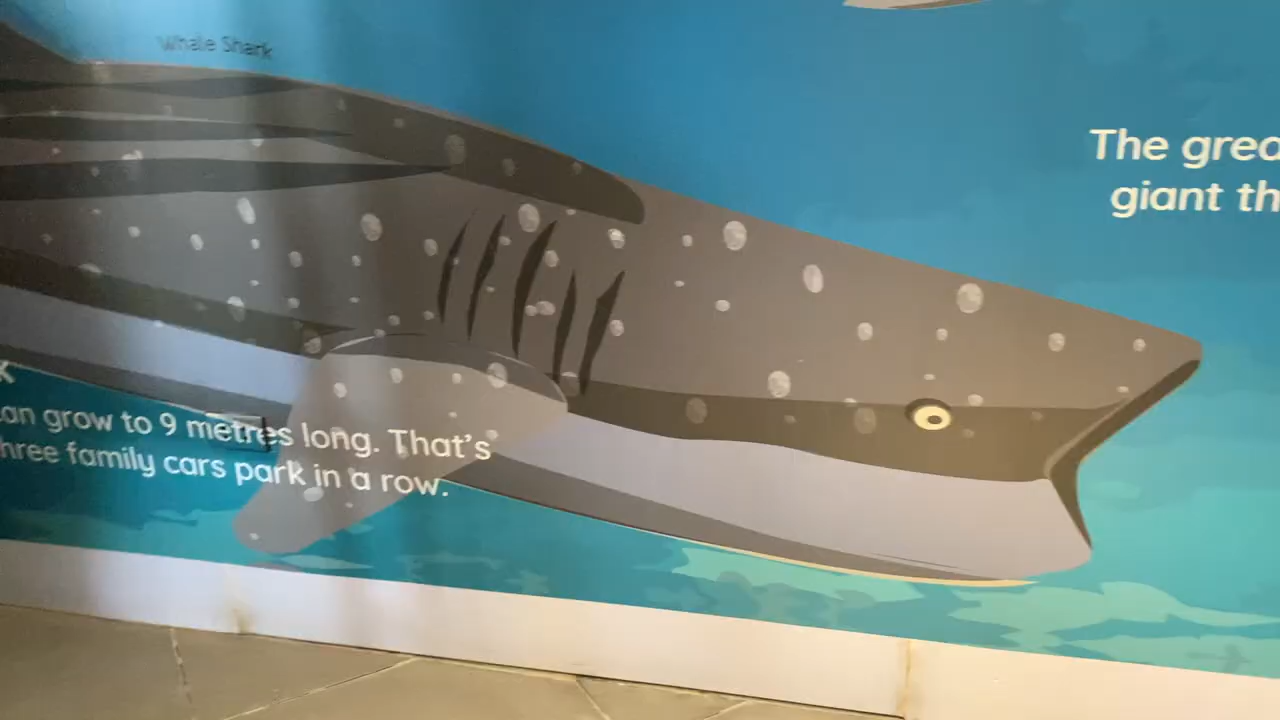 Whale Shark
The grea
giant th
k
an grow to 9 metres long. That's
hree family cars park in a row.